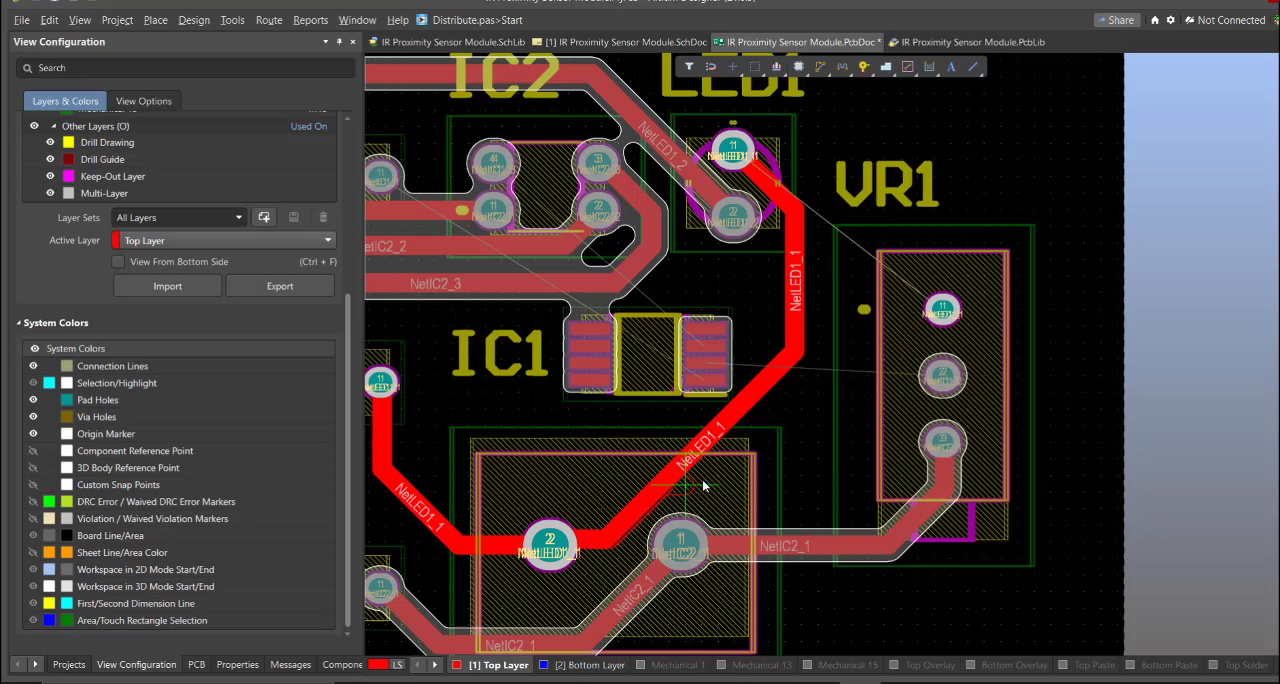 File Edit View Project Place Design Tools Route Reports Window Help Distribute.pas>Start Share Not Connected
View Configuration
IR Proximity Sensor Module.SchLib [1] IR Proximity Sensor Module.SchDoc IR Proximity Sensor Module.PcbDoc * IR Proximity Sensor Module.PcbLib
Search
Layers & Colors View Options
Other Layers (O) Used On
Drill Drawing
Drill Guide
Keep-Out Layer
Multi-Layer
Layer Sets All Layers
Active Layer Top Layer
View From Bottom Side (Ctrl + F)
Import Export
System Colors
System Colors
Connection Lines
Selection/Highlight
Pad Holes
Via Holes
Origin Marker
Component Reference Point
3D Body Reference Point
Custom Snap Points
DRC Error / Waived DRC Error Markers
Violation / Waived Violation Markers
Board Line/Area
Sheet Line/Area Color
Workspace in 2D Mode Start/End
Workspace in 3D Mode Start/End
First/Second Dimension Line
Area/Touch Rectangle Selection
Projects View Configuration PCB Properties Messages Compone LS [1] Top Layer [2] Bottom Layer Mechanical 1 Mechanical 13 Mechanical 15 Top Overlay Bottom Overlay Top Paste Bottom Paste Top Solder
IC2
LED1
NetLED1_2
VR1
NetIC2_3
NetLED1_1
IC1
NetLED1_1
NetLED1_1
NetIC2_1
NetIC2_1
NetIC2_1